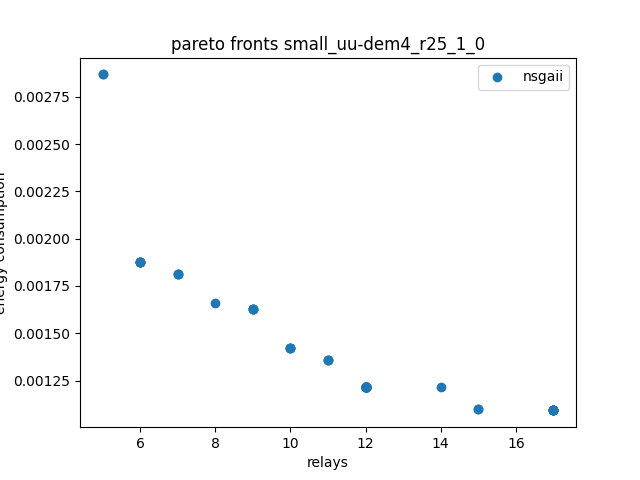 pareto fronts small_uu-dem4_r25_1_0
nsgaii
0.00275
0.00250
0.00225
0.00200
0.00175
0.00150
0.00125
energy consumption
6 8 10 12 14 16
relays